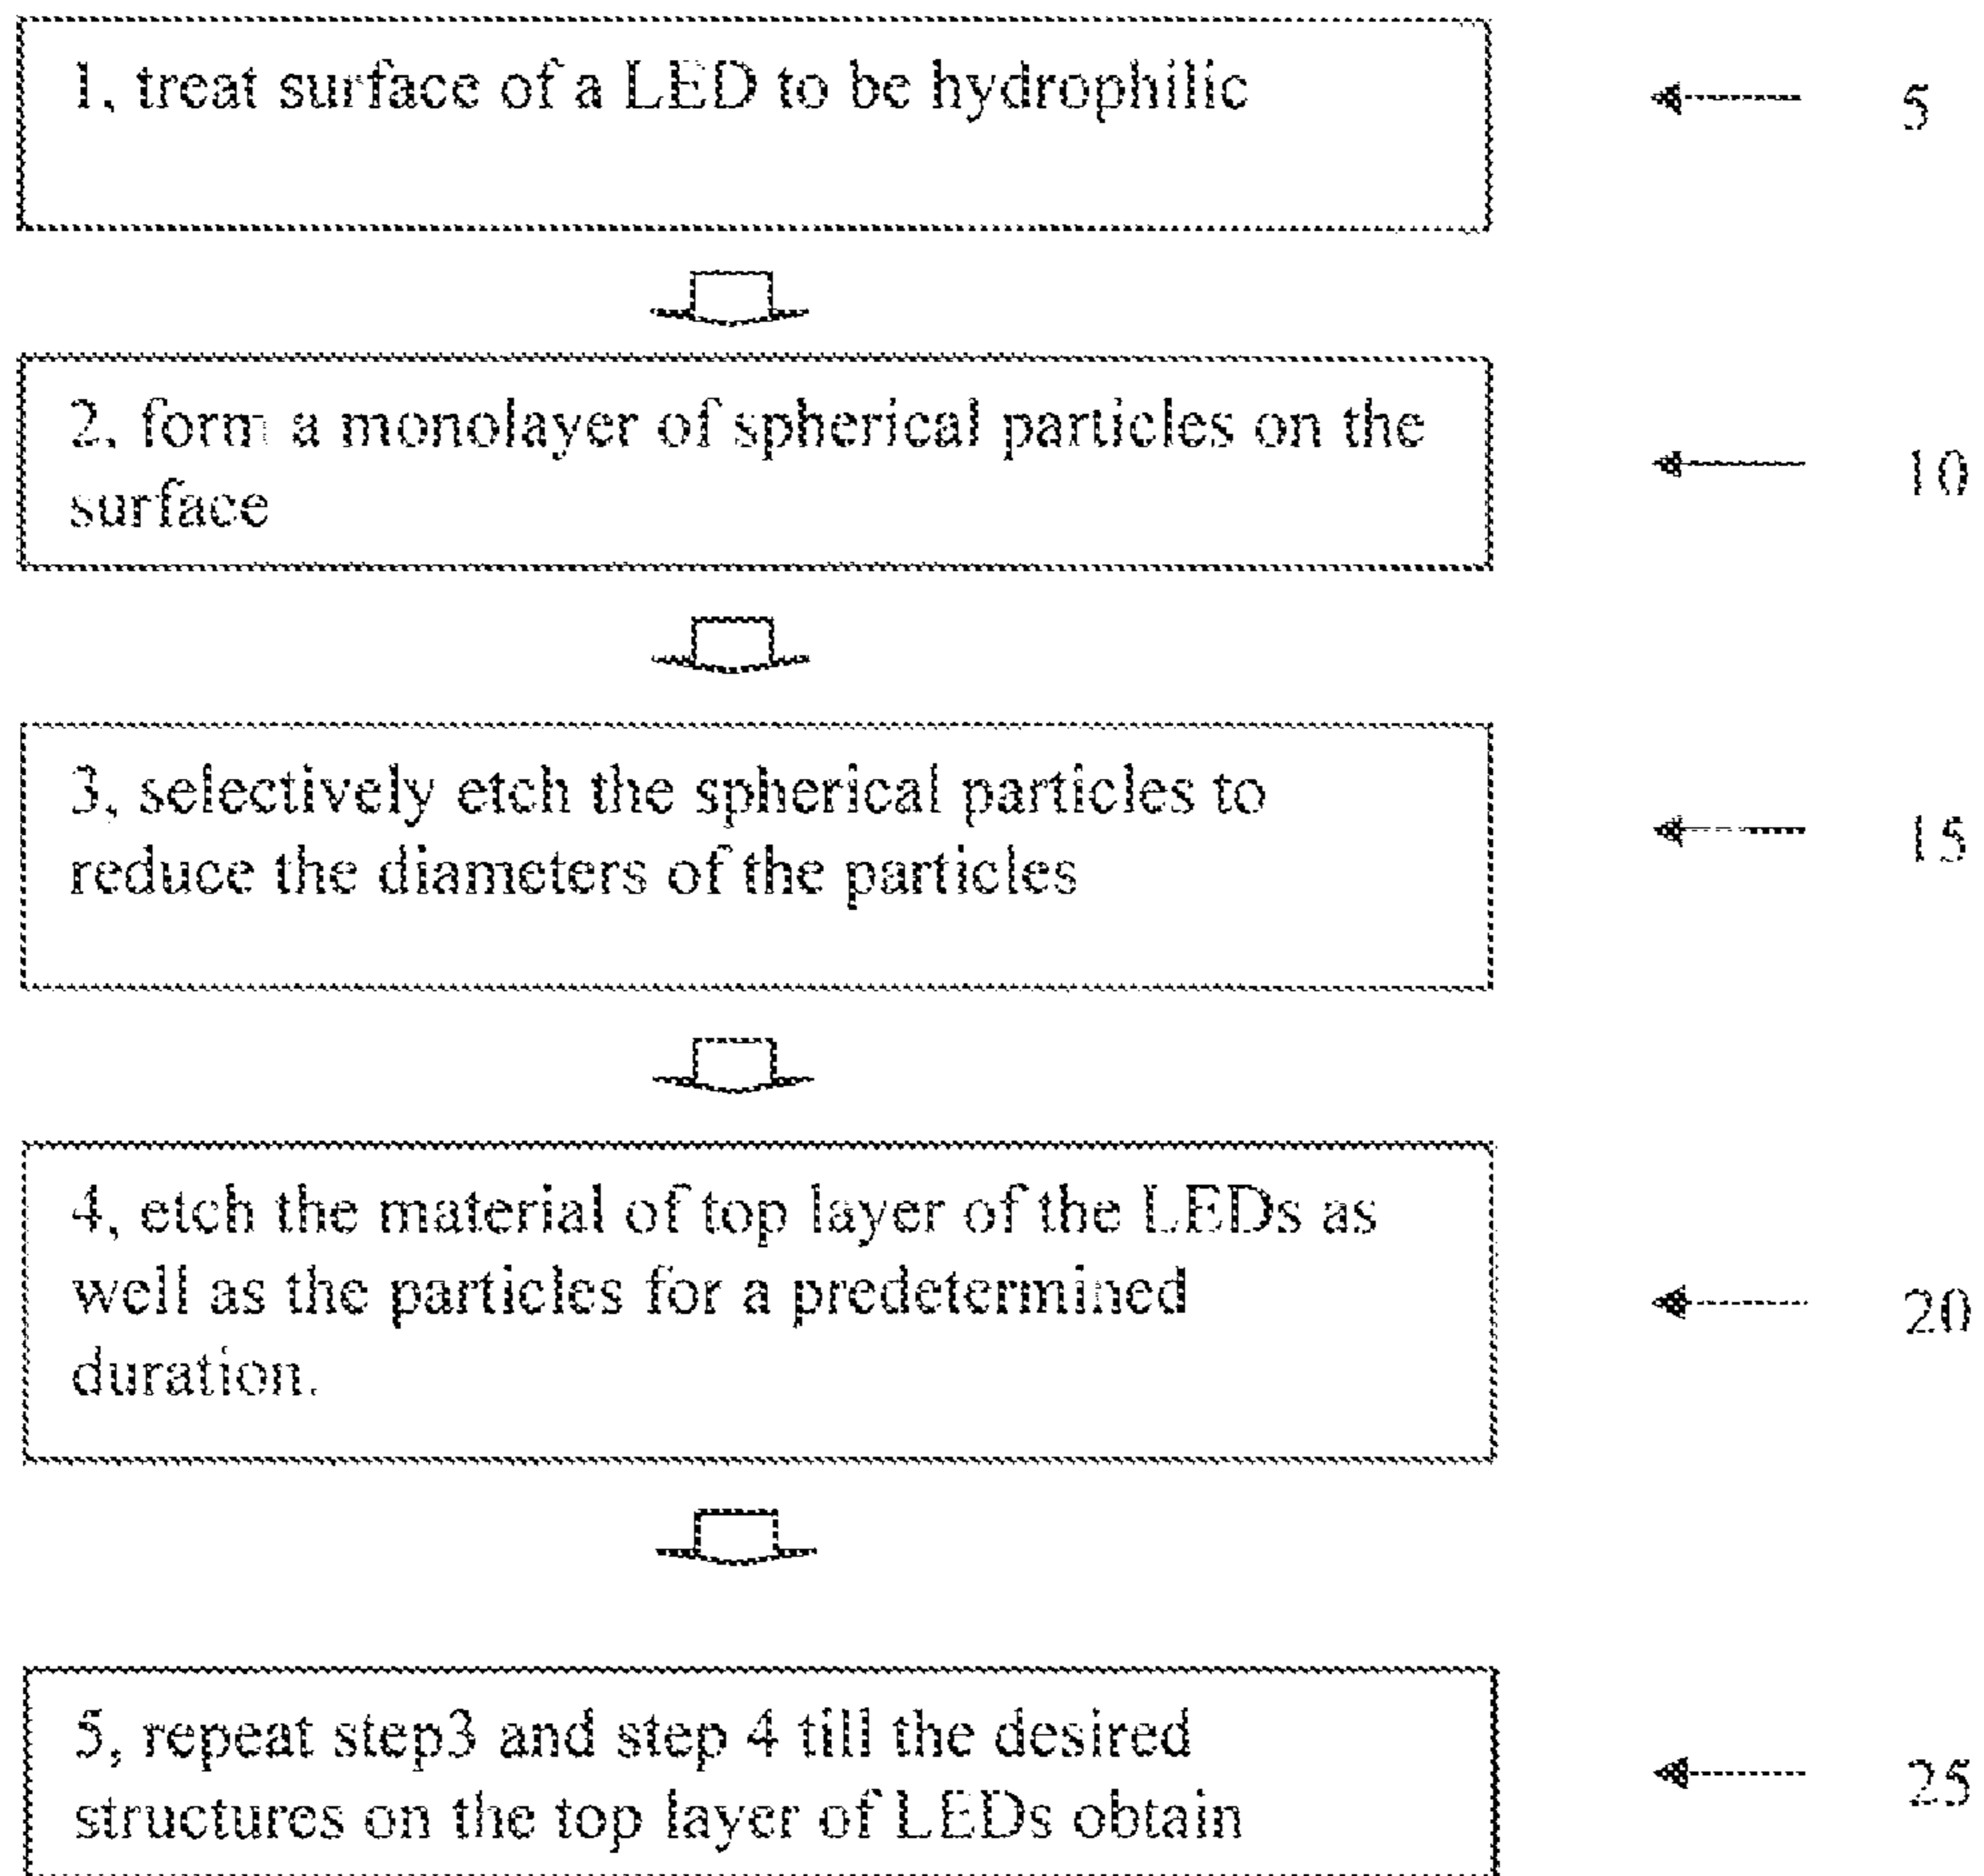 1, treat surface of a LED to be hydrophilic
5
2, form a monolayer of spherical particles on the
surface
10
3, selectively etch the spherical particles to
reduce the diameters of the particles
15
4, etch the material of top layer of the LEDs as
well as the particles for a predetermined
duration.
20
5, repeat step3 and step 4 till the desired
structures on the top layer of LEDs obtain
25